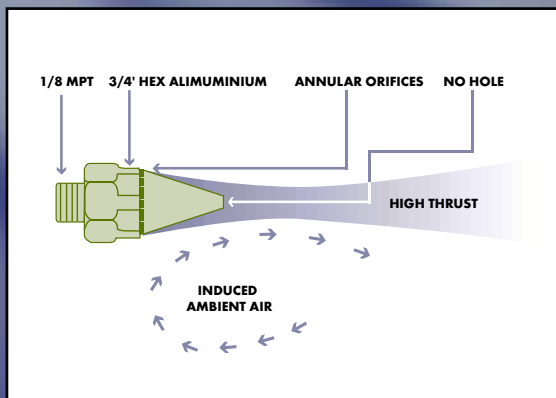 1/8 MPT
3/4' HEX ALIMUMINIUM
ANNULAR ORIFICES
NO HOLE
HIGH THRUST
INDUCED
AMBIENT AIR